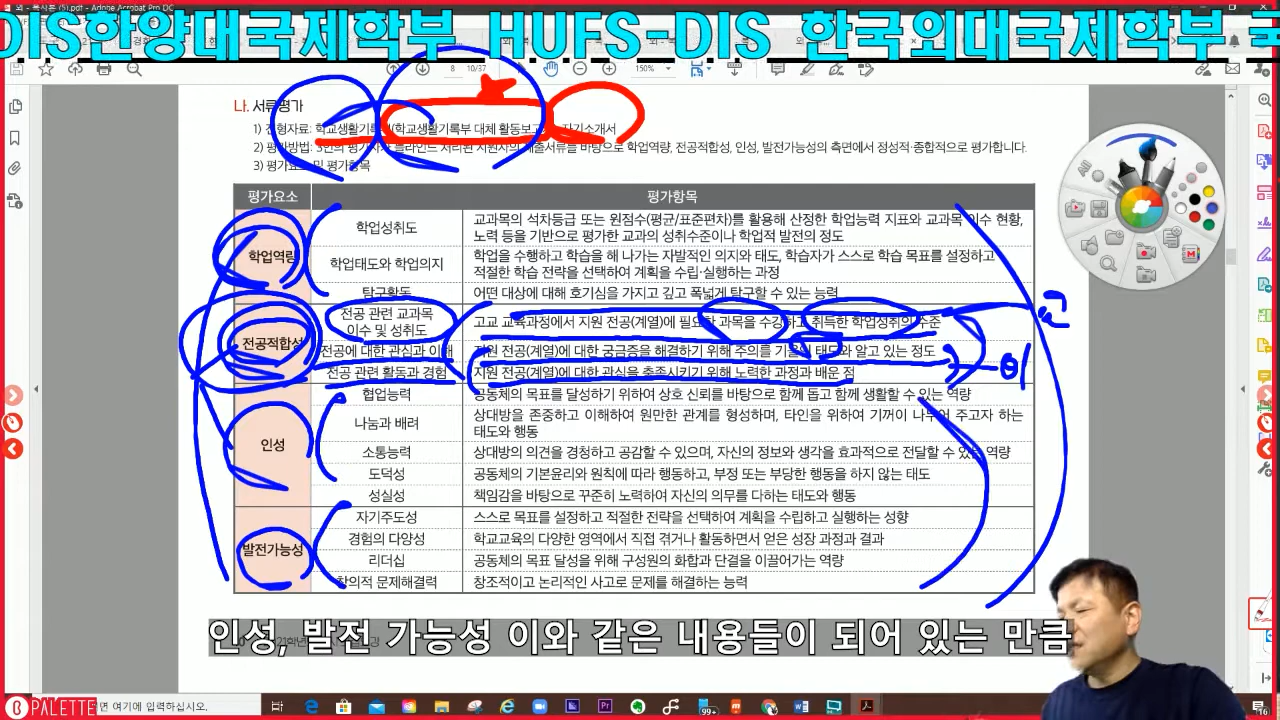 외 - 복사본 (5).pdf - Adobe Acrobat Pro DC
DIS한양대국제학부 HUFS-DIS 한국외대국제학부 국
8 10/37
150%
나. 서류평가
1) 전형자료: 학교생활기록부/학교생활기록부 대체 활동보고서, 자기소개서
2) 평가방법: 3인의 평가자가 블라인드 처리된 지원자의 제출서류를 바탕으로 학업역량, 전공적합성, 인성, 발전가능성의 측면에서 정성적·종합적으로 평가합니다.
3) 평가요소 및 평가항목
평가요소 평가항목
학업역량
학업성취도 교과목의 석차등급 또는 원점수(평균/표준편차)를 활용해 산정한 학업능력 지표와 교과목 이수 현황,
노력 등을 기반으로 평가한 교과의 성취수준이나 학업적 발전의 정도
학업태도와 학업의지 학업을 수행하고 학습을 해 나가는 자발적인 의지와 태도, 학습자가 스스로 학습 목표를 설정하고
적절한 학습 전략을 선택하여 계획을 수립·실행하는 과정
탐구활동 어떤 대상에 대해 호기심을 가지고 깊고 폭넓게 탐구할 수 있는 능력
전공적합성
전공 관련 교과목
이수 및 성취도 고교 교육과정에서 지원 전공(계열)에 필요한 과목을 수강하고 취득한 학업성취의 수준
전공에 대한 관심과 이해 지원 전공(계열)에 대한 궁금증을 해결하기 위해 주의를 기울인 태도와 알고 있는 정도
전공 관련 활동과 경험 지원 전공(계열)에 대한 관심을 충족시키기 위해 노력한 과정과 배운 점
인성
협업능력 공동체의 목표를 달성하기 위하여 상호 신뢰를 바탕으로 함께 돕고 함께 생활할 수 있는 역량
나눔과 배려 상대방을 존중하고 이해하여 원만한 관계를 형성하며, 타인을 위하여 기꺼이 나누어 주고자 하는
태도와 행동
소통능력 상대방의 의견을 경청하고 공감할 수 있으며, 자신의 정보와 생각을 효과적으로 전달할 수 있는 역량
도덕성 공동체의 기본윤리와 원칙에 따라 행동하고, 부정 또는 부당한 행동을 하지 않는 태도
성실성 책임감을 바탕으로 꾸준히 노력하여 자신의 의무를 다하는 태도와 행동
발전가능성
자기주도성 스스로 목표를 설정하고 적절한 전략을 선택하여 계획을 수립하고 실행하는 성향
경험의 다양성 학교교육의 다양한 영역에서 직접 겪거나 활동하면서 얻은 성장 과정과 결과
리더십 공동체의 목표 달성을 위해 구성원의 화합과 단결을 이끌어가는 역량
창의적 문제해결력 창조적이고 논리적인 사고로 문제를 해결하는 능력
인성, 발전 가능성 이와 같은 내용들이 되어 있는 만큼
PALETTE
면 여기에 입력하십시오.
99+